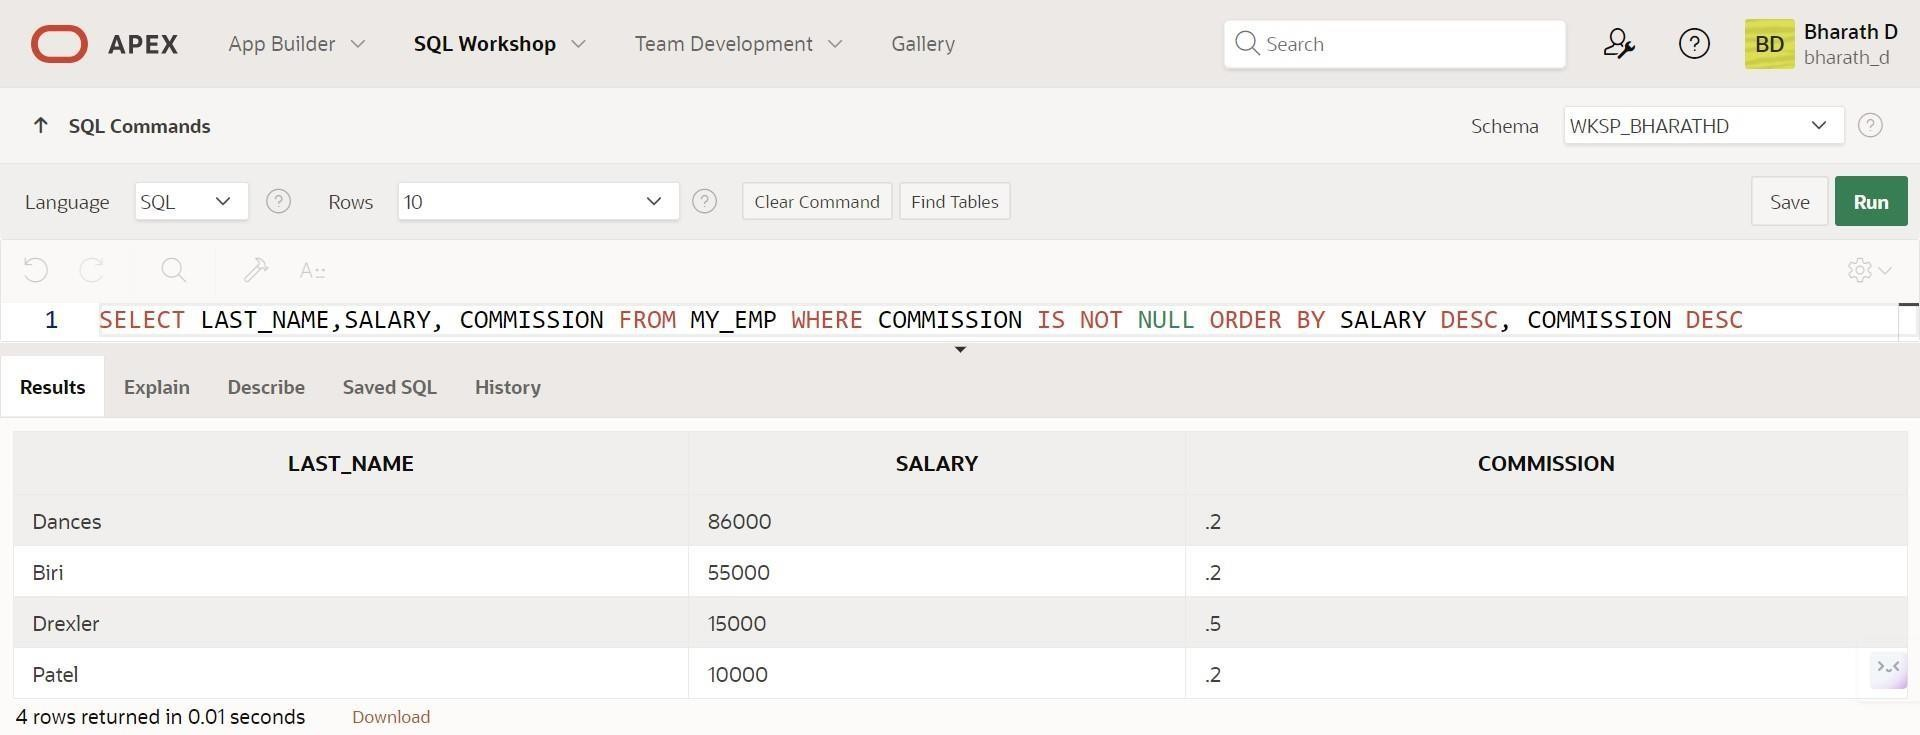 APEX App Builder SQL Workshop Team Development Gallery Search ? BD Bharath D
bharath_d
SQL Commands Schema WKSP_BHARATHD ?
Language SQL ? Rows 10 ? Clear Command Find Tables Save Run
A::
1 SELECT LAST_NAME,SALARY, COMMISSION FROM MY_EMP WHERE COMMISSION IS NOT NULL ORDER BY SALARY DESC, COMMISSION DESC
Results Explain Describe Saved SQL History
LAST_NAME SALARY COMMISSION
Dances 86000 .2
Biri 55000 .2
Drexler 15000 .5
Patel 10000 .2
4 rows returned in 0.01 seconds Download